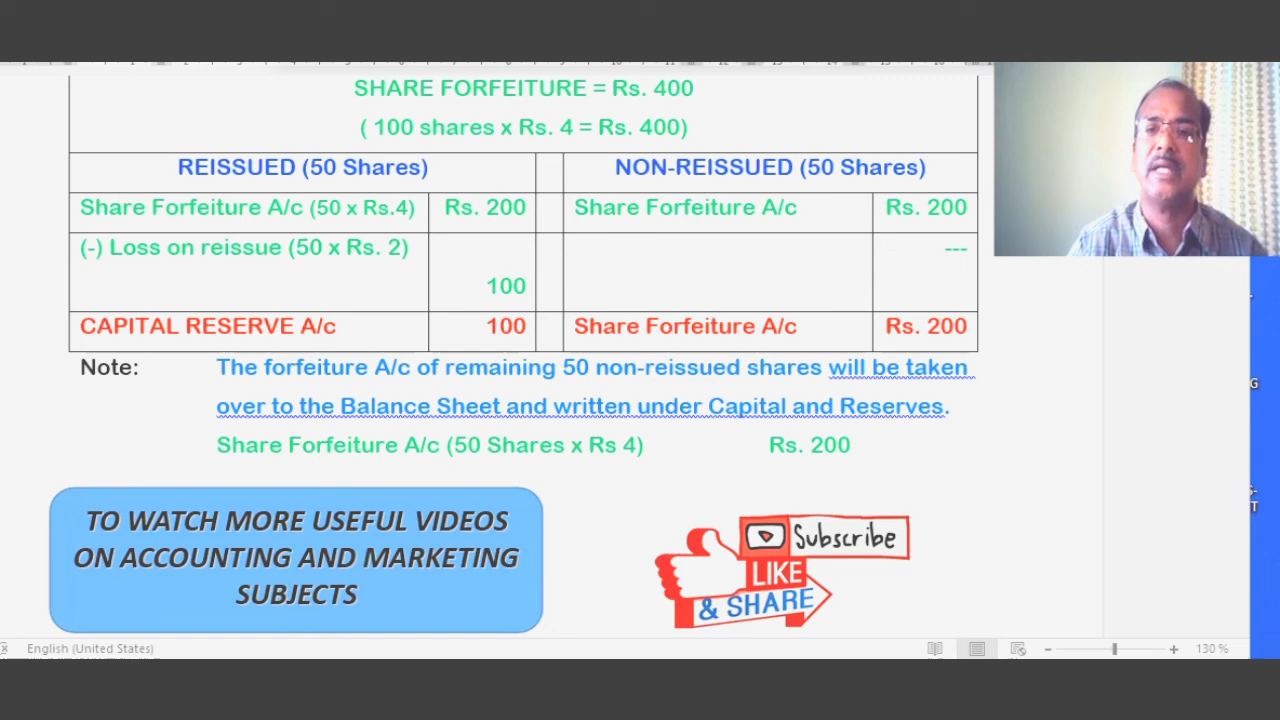 SHARE FORFEITURE = Rs. 400
( 100 shares x Rs. 4 = Rs. 400)
REISSUED (50 Shares) NON-REISSUED (50 Shares)
Share Forfeiture A/c (50 x Rs.4) Rs. 200 Share Forfeiture A/c Rs. 200
(-) Loss on reissue (50 x Rs. 2) ---
100
CAPITAL RESERVE A/c 100 Share Forfeiture A/c Rs. 200
Note: The forfeiture A/c of remaining 50 non-reissued shares will be taken
over to the Balance Sheet and written under Capital and Reserves.
Share Forfeiture A/c (50 Shares x Rs 4) Rs. 200
TO WATCH MORE USEFUL VIDEOS
ON ACCOUNTING AND MARKETING
SUBJECTS
Subscribe
LIKE
& SHARE
English (United States) 130 %